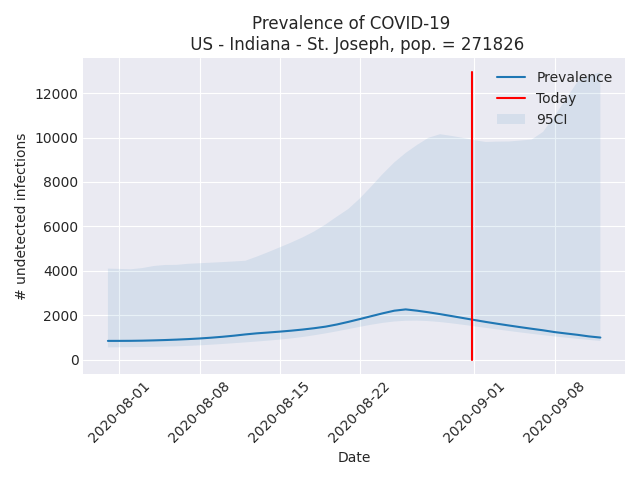 Prevalence of COVID-19
US - Indiana - St. Joseph, pop. = 271826
Prevalence
Today
95CI
12000
10000
8000
6000
4000
2000
0
# undetected infections
2020-08-01
2020-08-08
2020-08-15
2020-08-22
2020-09-01
2020-09-08
Date